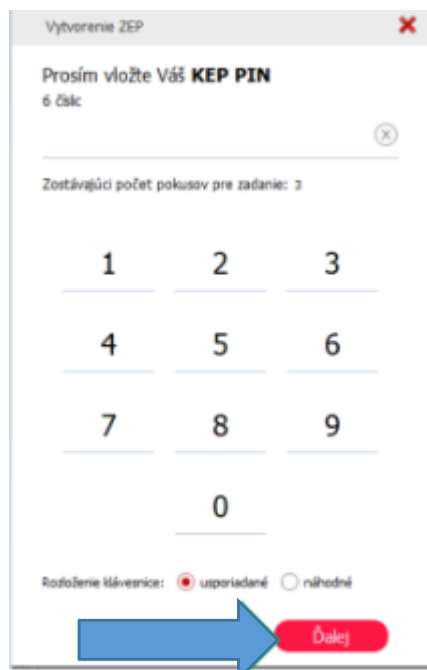 Vytvorenie ZEP
Prosím vložte Váš KEP PIN
6 čísic
Zostávajúci počet pokusov pre zadanie: 3
1 2 3
4 5 6
7 8 9
0
Rozloženie klávesnice: usporiadané náhodné
Ďalej